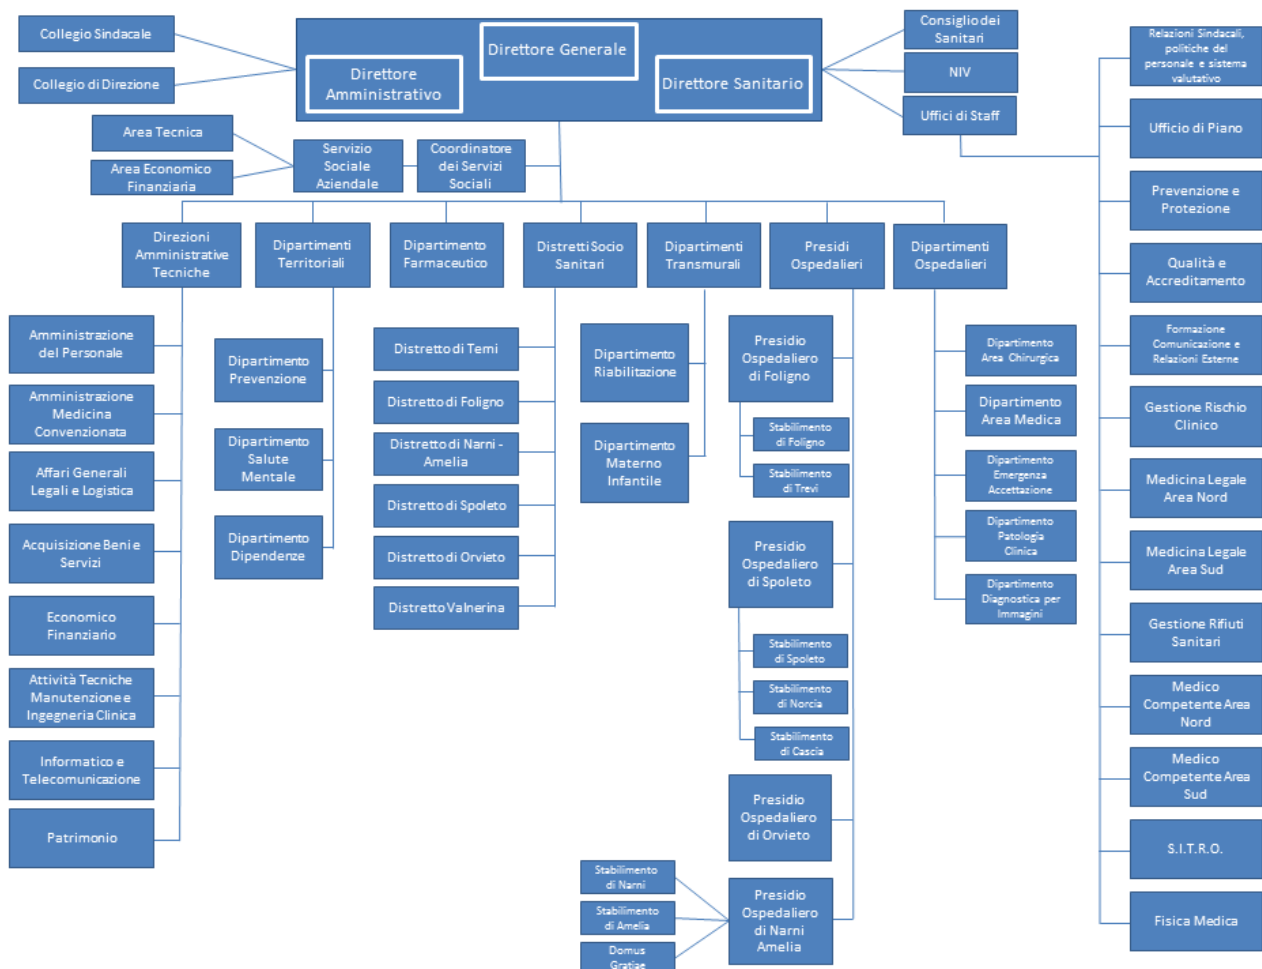 Collegio Sindacale
Collegio di Direzione
Direttore Generale
Direttore
Amministrativo
Direttore Sanitario
Consiglio dei
Sanitari
NIV
Uffici di Staff
Area Tecnica
Area Economico
Finanziaria
Servizio
Sociale
Aziendale
Coordinatore
dei Servizi
Sociali
Direzioni
Amministrative
Tecniche
Dipartimenti
Territoriali
Dipartimento
Farmaceutico
Distretti Socio
Sanitari
Dipartimenti
Transmurali
Presidi
Ospedalieri
Dipartimenti
Ospedalieri
Amministrazione
del Personale
Amministrazione
Medicina
Convenzionata
Affari Generali
Legali e Logistica
Acquisizione Beni e
Servizi
Economico
Finanziario
Attività Tecniche
Manutenzione e
Ingegneria Clinica
Informatico e
Telecomunicazione
Patrimonio
Dipartimento
Prevenzione
Dipartimento
Salute
Mentale
Dipartimento
Dipendenze
Distretto di Terni
Distretto di Foligno
Distretto di Narni -
Amelia
Distretto di Spoleto
Distretto di Orvieto
Distretto Valnerina
Dipartimento
Riabilitazione
Dipartimento
Materno
Infantile
Presidio
Ospedaliero
di Foligno
Stabilimento
di Foligno
Stabilimento
di Trevi
Presidio
Ospedaliero
di Spoleto
Stabilimento
di Spoleto
Stabilimento
di Norcia
Stabilimento
di Cascia
Presidio
Ospedaliero
di Orvieto
Presidio
Ospedaliero
di Narni
Amelia
Stabilimento
di Narni
Stabilimento
di Amelia
Domus
Gratiae
Dipartimento
Area Chirurgica
Dipartimento
Area Medica
Dipartimento
Emergenza
Accettazione
Dipartimento
Patologia
Clinica
Dipartimento
Diagnostica per
Immagini
Relazioni Sindacali,
politiche del
personale e sistema
valutativo
Ufficio di Piano
Prevenzione e
Protezione
Qualità e
Accreditamento
Formazione
Comunicazione e
Relazioni Esterne
Gestione Rischio
Clinico
Medicina Legale
Area Nord
Medicina Legale
Area Sud
Gestione Rifiuti
Sanitari
Medico
Competente Area
Nord
Medico
Competente Area
Sud
S.I.T.R.O.
Fisica Medica